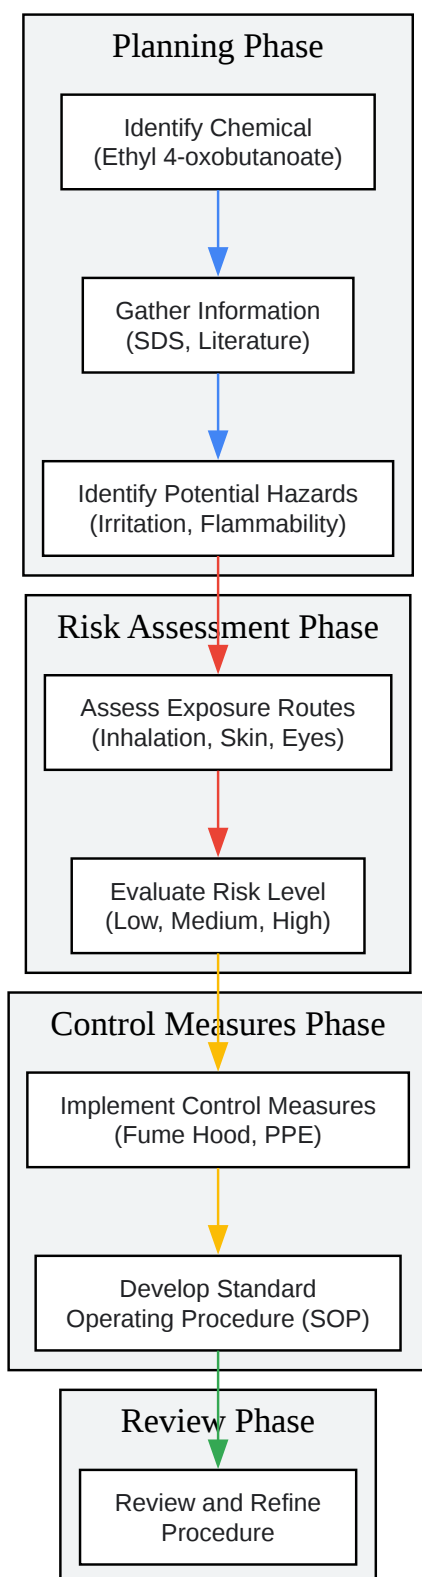 Planning Phase
Identify Chemical
(Ethyl 4-oxobutanoate)
Gather Information
(SDS, Literature)
Identify Potential Hazards
(Irritation, Flammability)
Risk Assessment Phase
Assess Exposure Routes
(Inhalation, Skin, Eyes)
Evaluate Risk Level
(Low, Medium, High)
Control Measures Phase
Implement Control Measures
(Fume Hood, PPE)
Develop Standard
Operating Procedure (SOP)
Review Phase
Review and Refine
Procedure